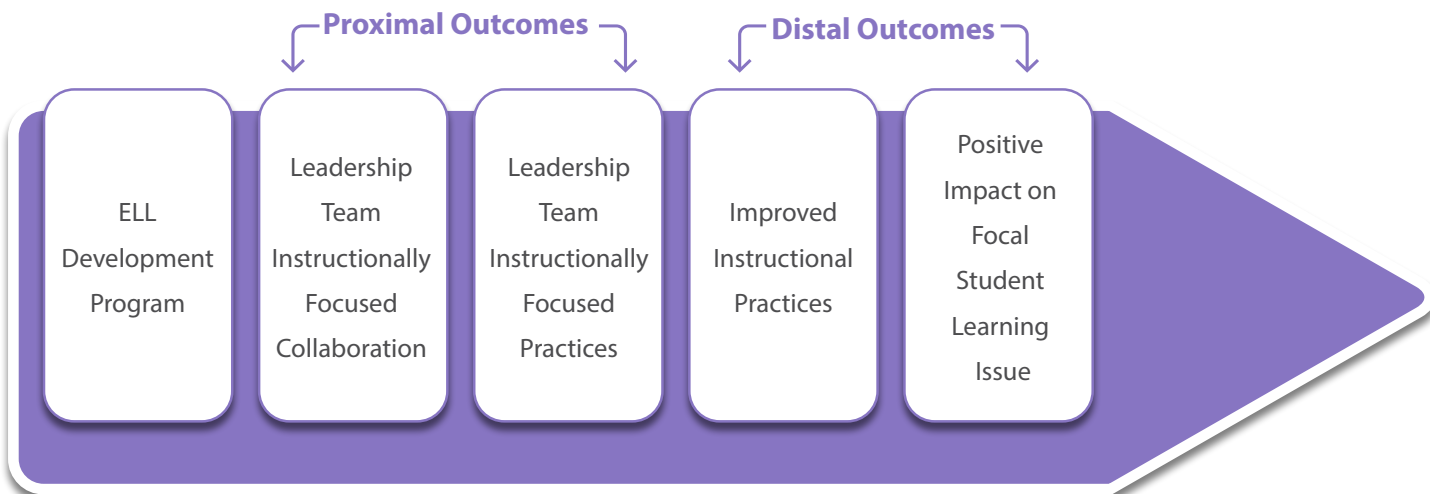 Proximal Outcomes
Distal Outcomes
ELL
Development
Program
Leadership
Team
Instructionally
Focused
Collaboration
Leadership
Team
Instructionally
Focused
Practices
Improved
Instructional
Practices
Positive
Impact on
Focal
Student
Learning
Issue